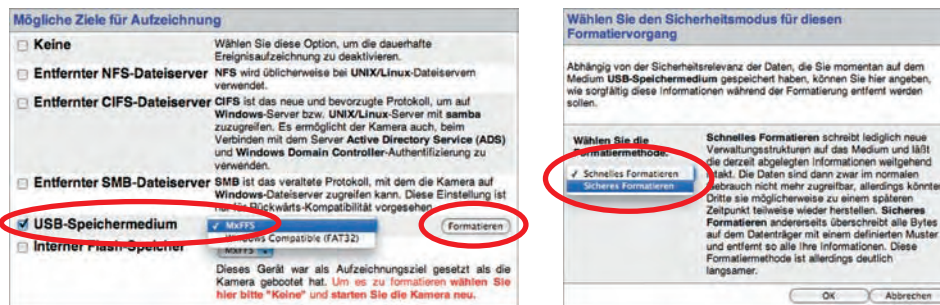 Mögliche Ziele für Aufzeichnung
Keine
Wählen Sie diese Option, um die dauerhafte
Ereignisaufzeichnung zu deaktivieren.
Entfernter NFS-Dateiserver
NFS wird üblicherweise bei UNIX/Linux-Dateiservern
verwendet.
Entfernter CIFS-Dateiserver
CIFS ist das neue und bevorzugte Protokoll, um auf
Windows-Server bzw. UNIX/Linux-Server mit samba
zuzugreifen. Es ermöglicht der Kamera auch, beim
Verbinden mit dem Server Active Directory Service (ADS)
und Windows Domain Controller-Authentifizierung zu
verwenden.
Entfernter SMB-Dateiserver
SMB ist das veraltete Protokoll, mit dem die Kamera auf
Windows-Dateiserver zugreifen kann. Diese Einstellung ist
nur für Rückwärts-Kompatibilität vorgesehen.
USB-Speichermedium
✓ MxFFS
Windows Compatible (FAT32)
Formatieren
Interner Flash-Speicher
MxFFS
Dieses Gerät war als Aufzeichnungsziel gesetzt als die
Kamera gebootet hat. Um es zu formatieren wählen Sie
hier bitte "Keine" und starten Sie die Kamera neu.
Wählen Sie den Sicherheitsmodus für diesen
Formatiervorgang
Abhängig von der Sicherheitsrelevanz der Daten, die Sie momentan auf dem
Medium USB-Speichermedium gespeichert haben, können Sie hier angeben,
wie sorgfältig diese Informationen während der Formatierung entfernt werden
sollen.
Wählen Sie die
Formatiermethode.
✓ Schnelles Formatieren
Sicheres Formatieren
Schnelles Formatieren schreibt lediglich neue
Verwaltungsstrukturen auf das Medium und läßt
die derzeit abgelegten Informationen weitgehend
intakt. Die Daten sind dann zwar im normalen
Gebrauch nicht mehr zugreifbar, allerdings könnten
Dritte sie möglicherweise zu einem späteren
Zeitpunkt teilweise wieder herstellen. Sicheres
Formatieren andererseits überschreibt alle Bytes
auf dem Datenträger mit einem definierten Muster
und entfernt so alle Ihre Informationen. Diese
Formatiermethode ist allerdings deutlich
langsamer.
OK
Abbrechen